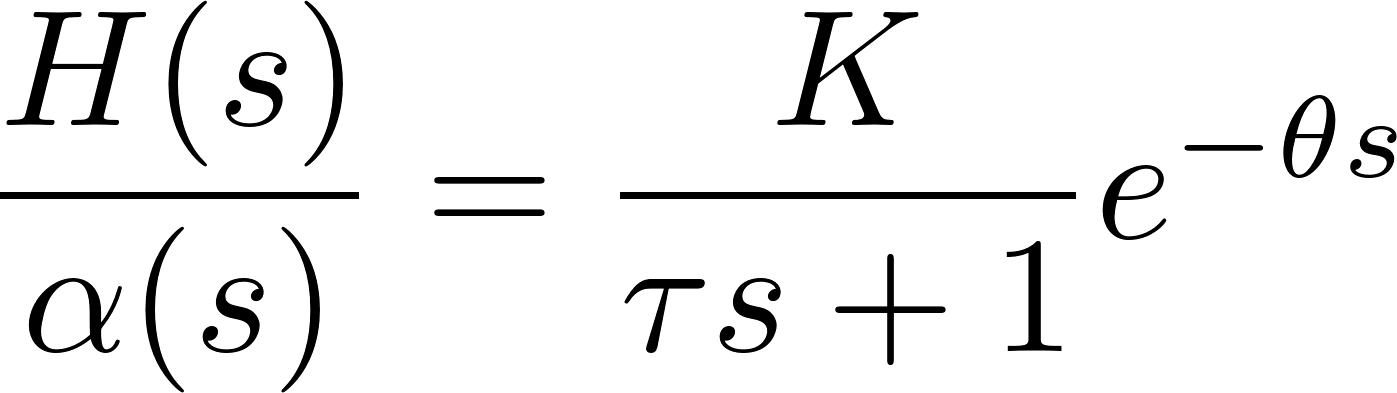 H(s)/α(s) = K/(τs + 1) e^{-θs}